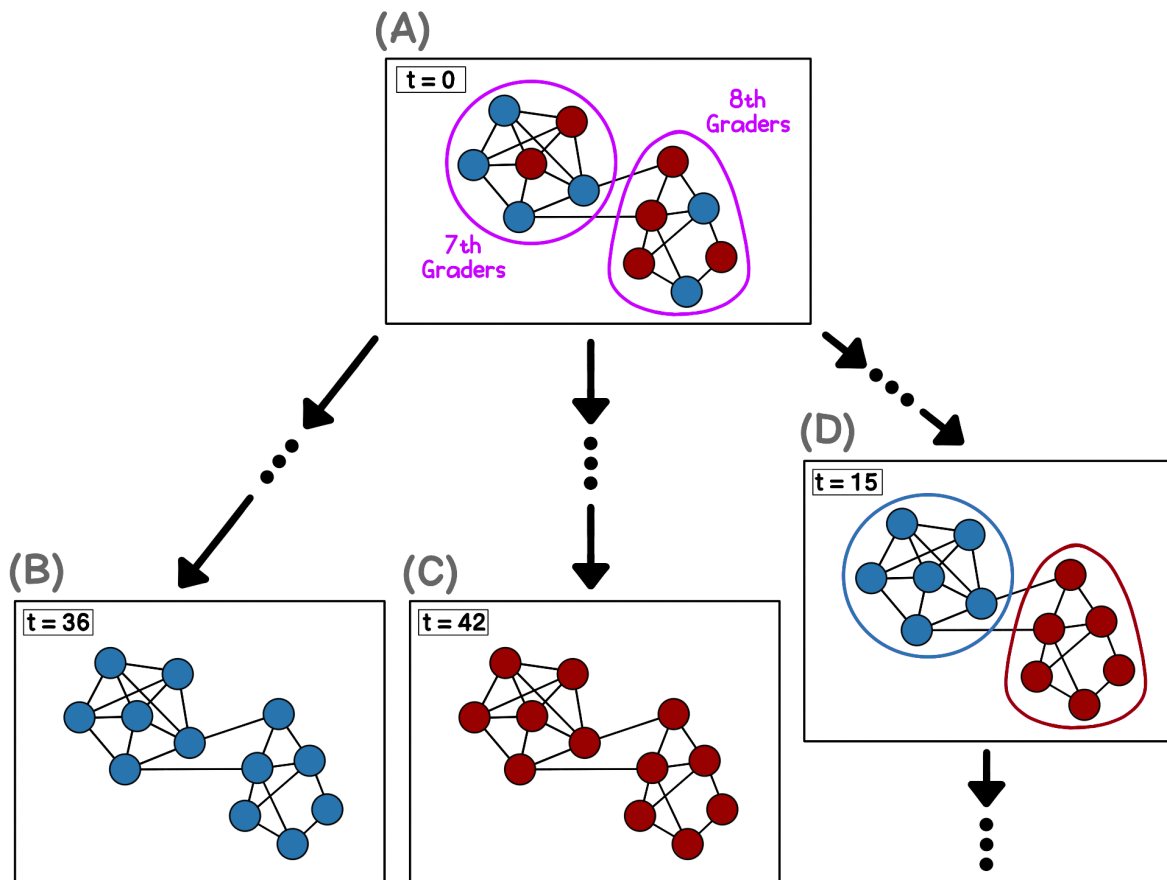 (A)
t = 0
8th
Graders
7th
Graders
(D)
t = 15
(B)
t = 36
(C)
t = 42